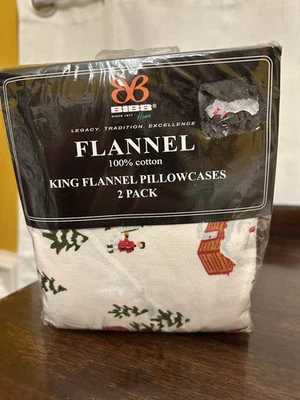 BIBB®
SINCE 1876 Home
LEGACY. TRADITION. EXCELLENCE
FLANNEL
100% cotton
KING FLANNEL PILLOWCASES
2 PACK